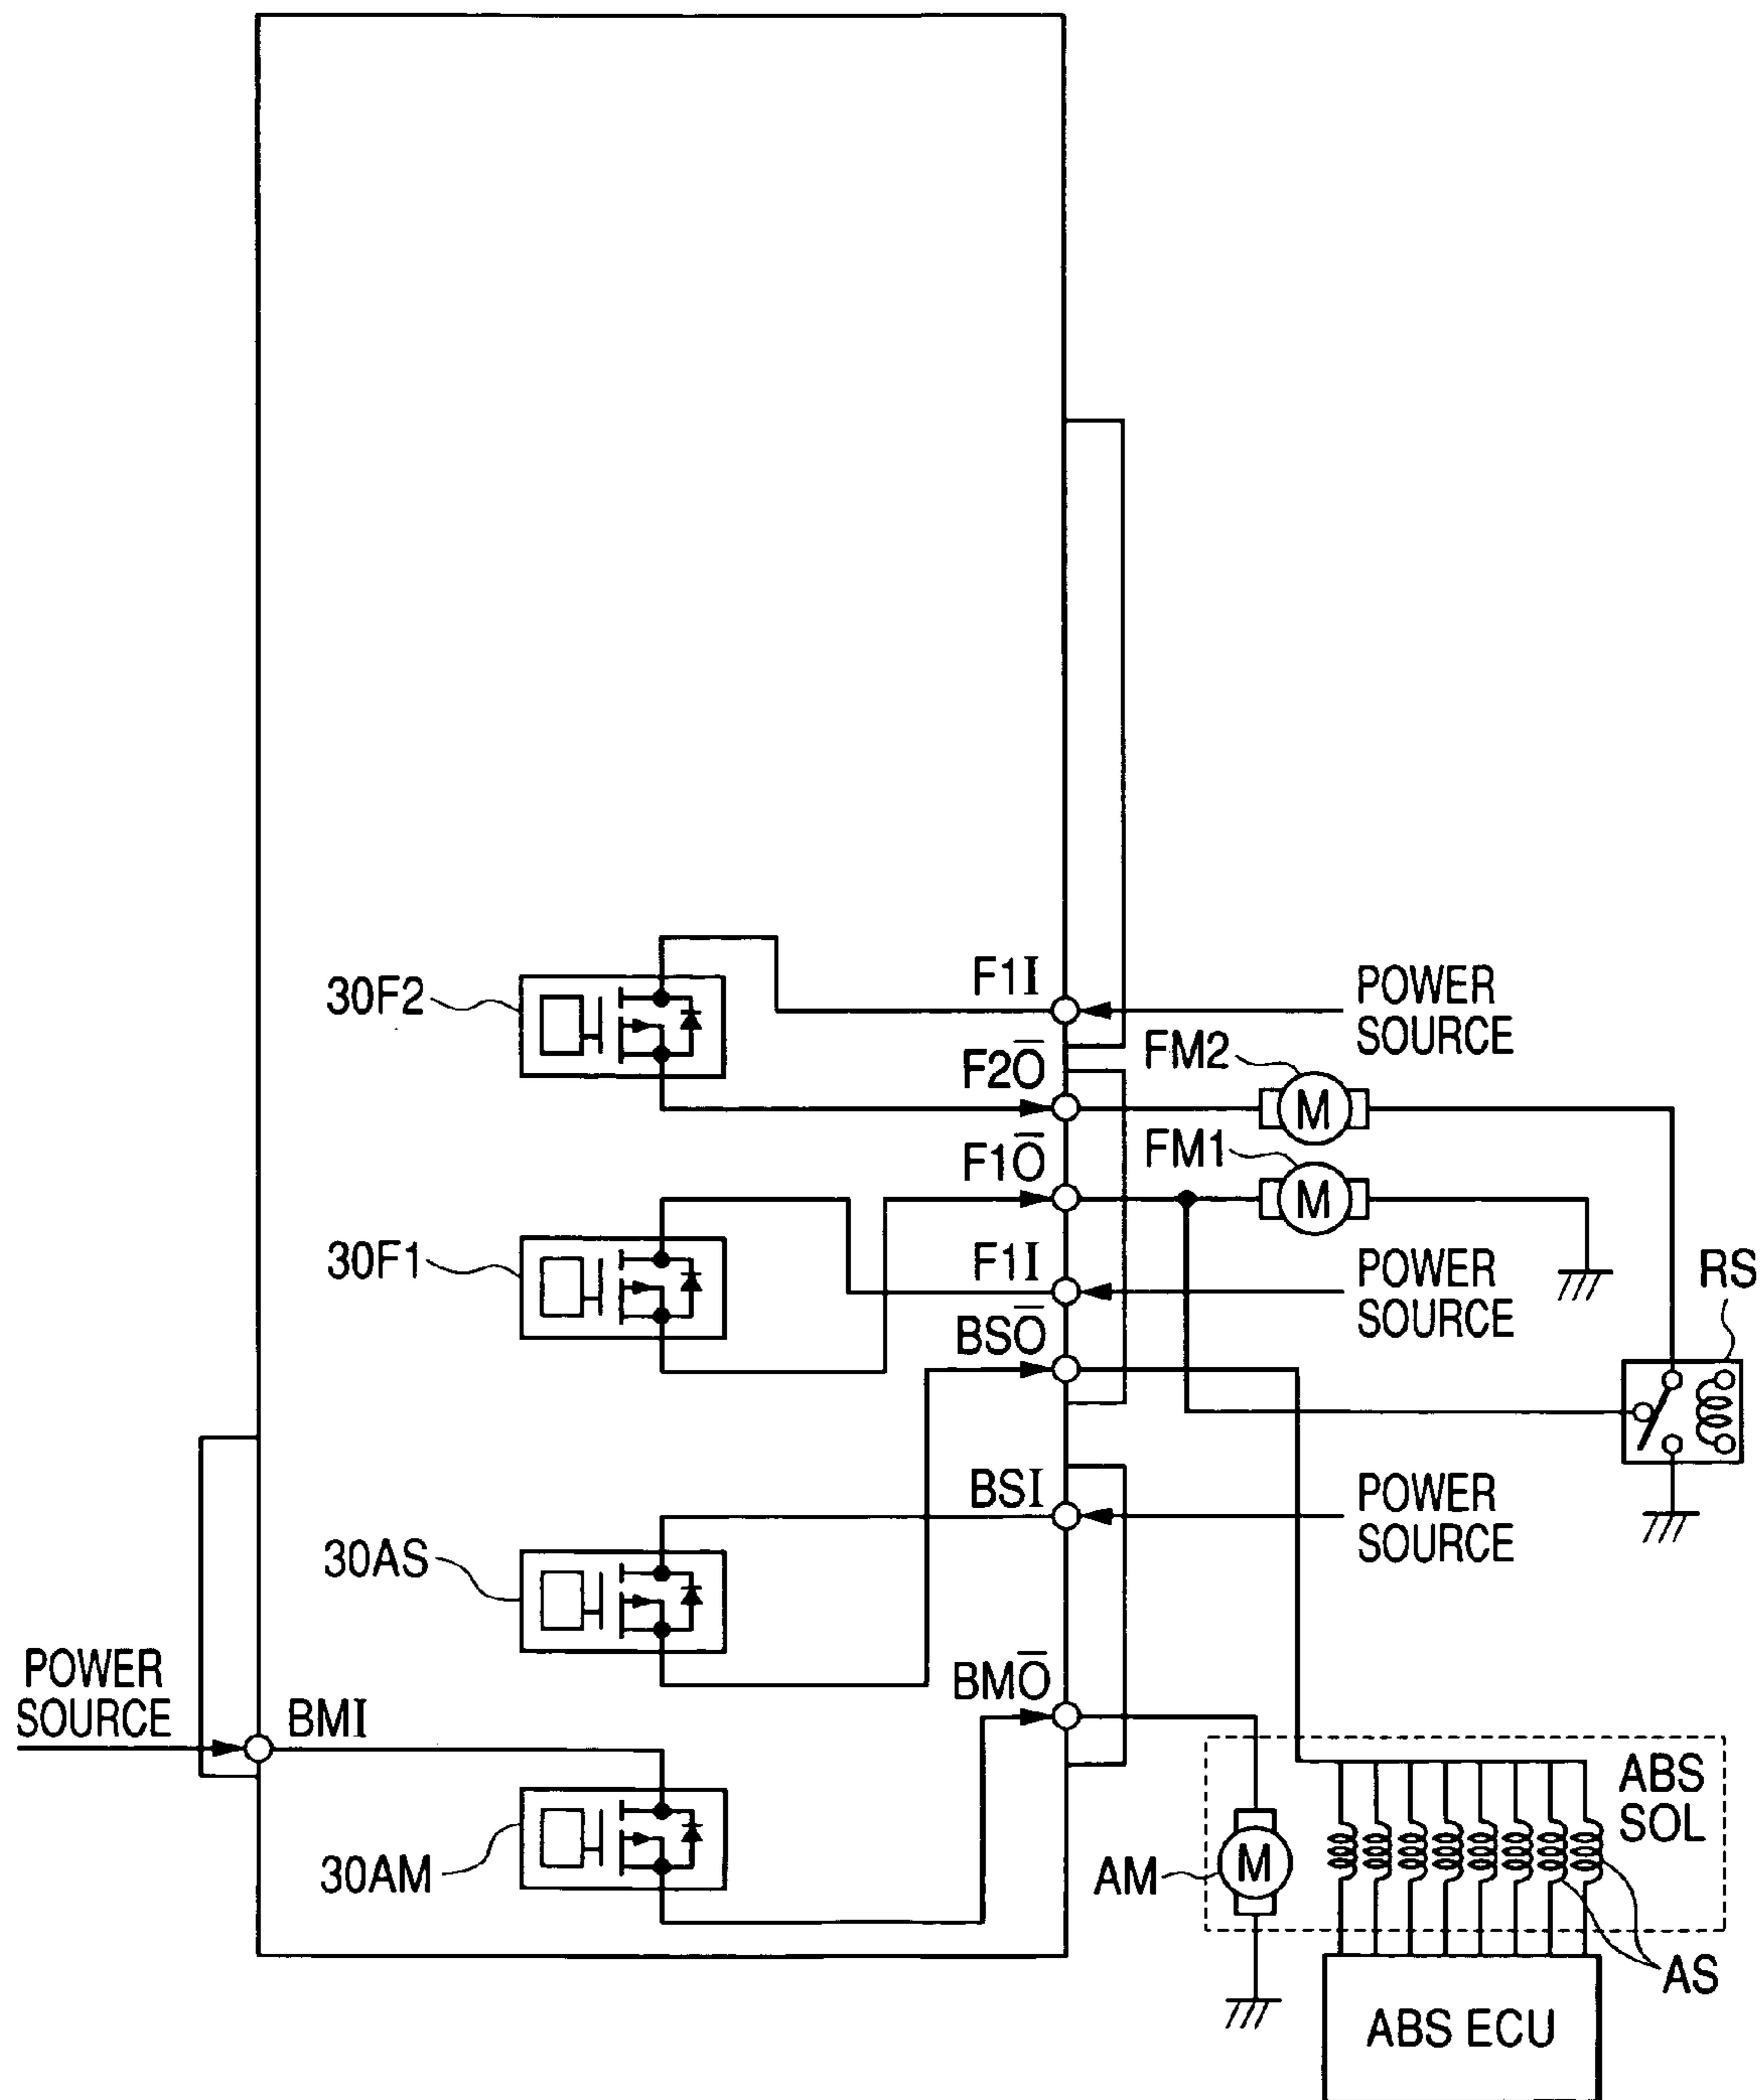 30F2
F1I
POWER
SOURCE
F2O̅
FM2
M
F1O̅
FM1
M
30F1
F1I
POWER
SOURCE
RS
BSO̅
BSI
POWER
SOURCE
30AS
POWER
SOURCE
BMI
BMO̅
ABS
SOL
30AM
AM
M
AS
ABS ECU